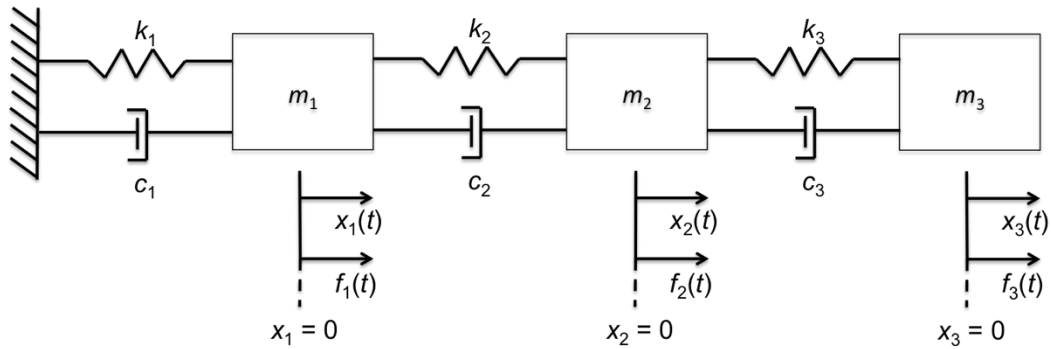 k1 k2 k3
m1 m2 m3
c1 c2 c3
x1(t) x2(t) x3(t)
f1(t) f2(t) f3(t)
x1 = 0 x2 = 0 x3 = 0